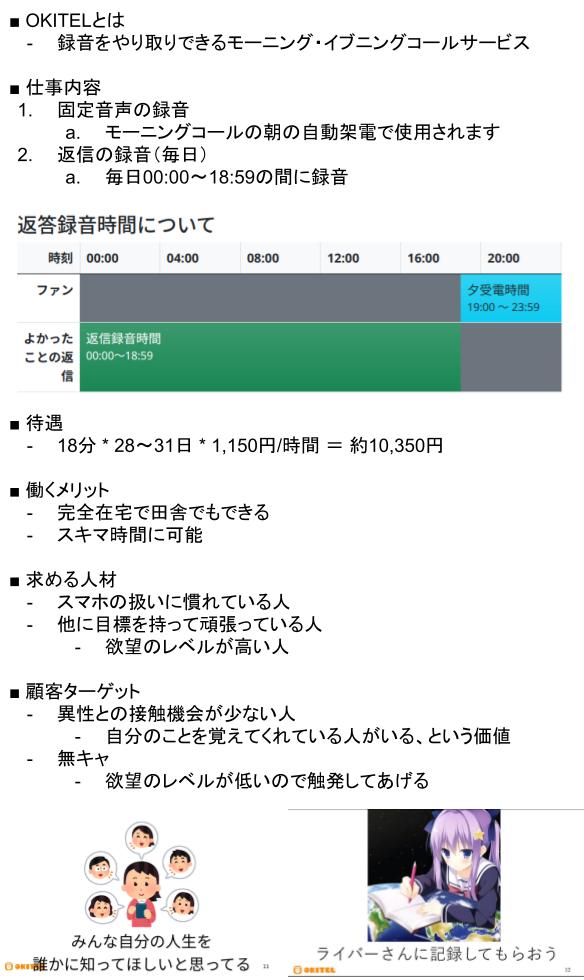 ■ OKITELとは
- 録音をやり取りできるモーニング・イブニングコールサービス
■ 仕事内容
1. 固定音声の録音
a. モーニングコールの朝の自動架電で使用されます
2. 返信の録音（毎日）
a. 毎日00:00～18:59の間に録音
返答録音時間について
時刻 00:00 04:00 08:00 12:00 16:00 20:00
ファン 夕受電時間
19:00 ～ 23:59
よかった 返信録音時間
ことの返 00:00～18:59
信
■ 待遇
- 18分 * 28～31日 * 1,150円/時間 ＝ 約10,350円
■ 働くメリット
- 完全在宅で田舎でもできる
- スキマ時間に可能
■ 求める人材
- スマホの扱いに慣れている人
- 他に目標を持って頑張っている人
- 欲望のレベルが高い人
■ 顧客ターゲット
- 異性との接触機会が少ない人
- 自分のことを覚えてくれている人がいる、という価値
- 無キャ
- 欲望のレベルが低いので触発してあげる
みんな自分の人生を
誰かに知ってほしいと思ってる
OKITEL 11
ライバーさんに記録してもらおう
OKITEL 12